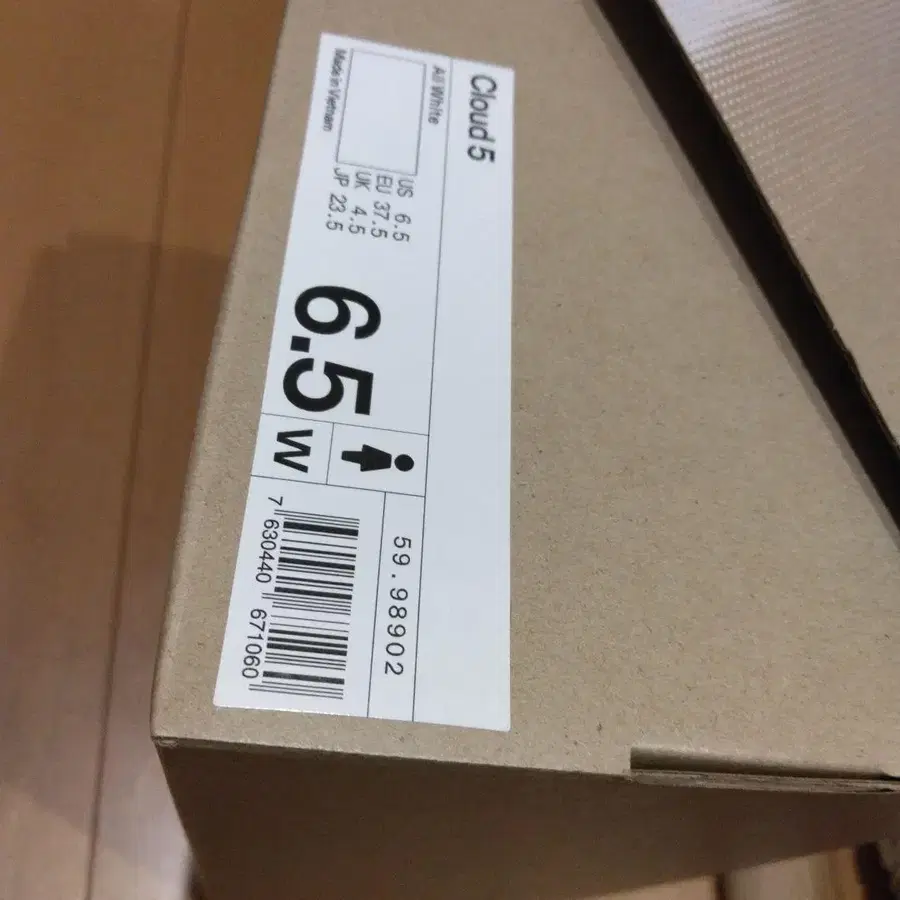 Cloud 5
All White
US 6.5
EU 37.5
UK 4.5
JP 23.5
Made in Vietnam
6.5
W
59.98902
7 630440 671060